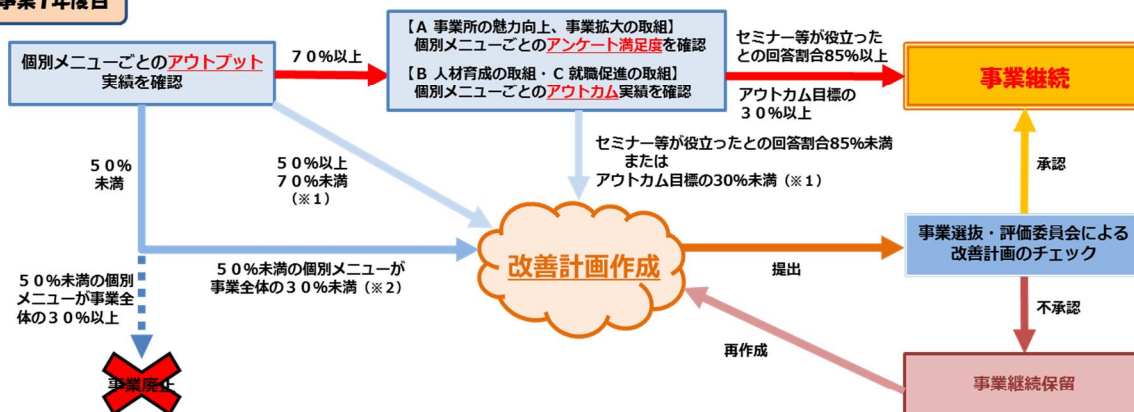 事業1年度目
個別メニューごとのアウトプット
実績を確認
70%以上
【A 事業所の魅力向上、事業拡大の取組】
個別メニューごとのアンケート満足度を確認
【B 人材育成の取組・C 就職促進の取組】
個別メニューごとのアウトカム実績を確認
セミナー等が役立った
との回答割合85%以上
アウトカム目標の
30%以上
事業継続
50%
未満
50%以上
70%未満
(※1)
セミナー等が役立ったとの回答割合85%未満
または
アウトカム目標の30%未満(※1)
承認
50%未満の個別
メニューが事業全
体の30%以上
50%未満の個別メニューが
事業全体の30%未満(※2)
改善計画作成
提出
事業選抜・評価委員会による
改善計画のチェック
不承認
再作成
事業廃止
事業継続保留